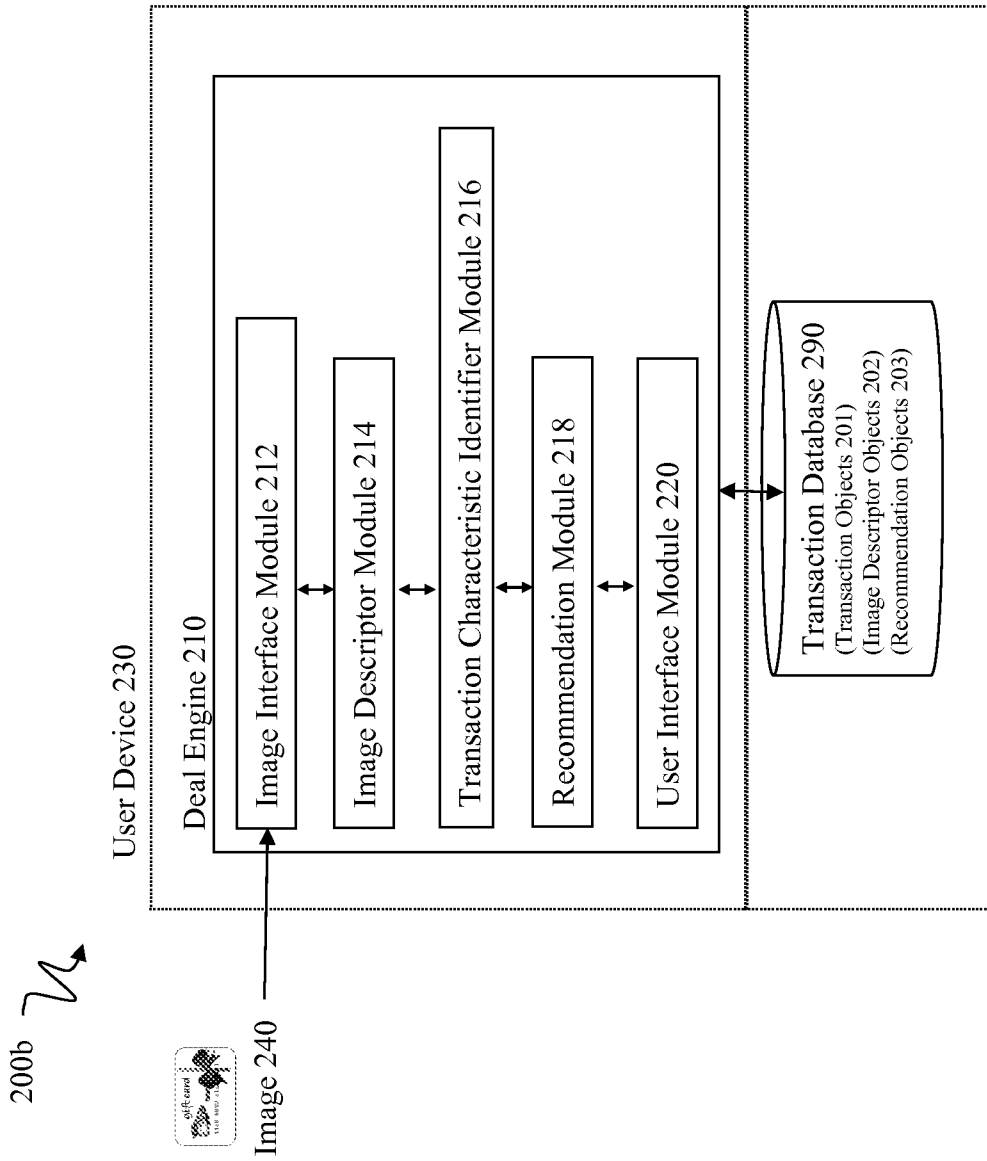 200b
User Device 230
Deal Engine 210
Image Interface Module 212
Image Descriptor Module 214
Transaction Characteristic Identifier Module 216
Recommendation Module 218
User Interface Module 220
gift card
Image 240
Transaction Database 290
(Transaction Objects 201)
(Image Descriptor Objects 202)
(Recommendation Objects 203)